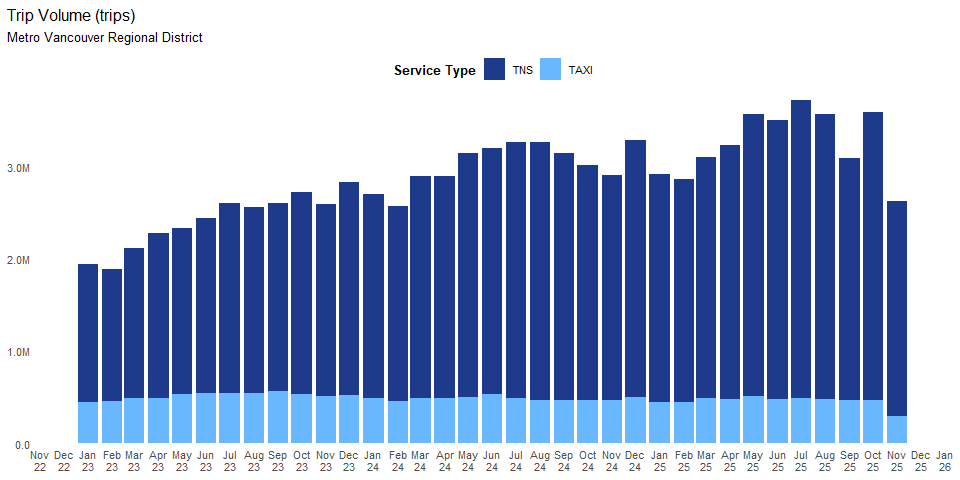 Trip Volume (trips)
Metro Vancouver Regional District
Service Type TNS TAXI
3.0M
2.0M
1.0M
0.0
Nov Dec Jan Feb Mar Apr May Jun Jul Aug Sep Oct Nov Dec Jan Feb Mar Apr May Jun Jul Aug Sep Oct Nov Dec Jan Feb Mar Apr May Jun Jul Aug Sep Oct Nov Dec Jan
22 22 23 23 23 23 23 23 23 23 23 23 23 23 24 24 24 24 24 24 24 24 24 24 24 24 25 25 25 25 25 25 25 25 25 25 25 25 26